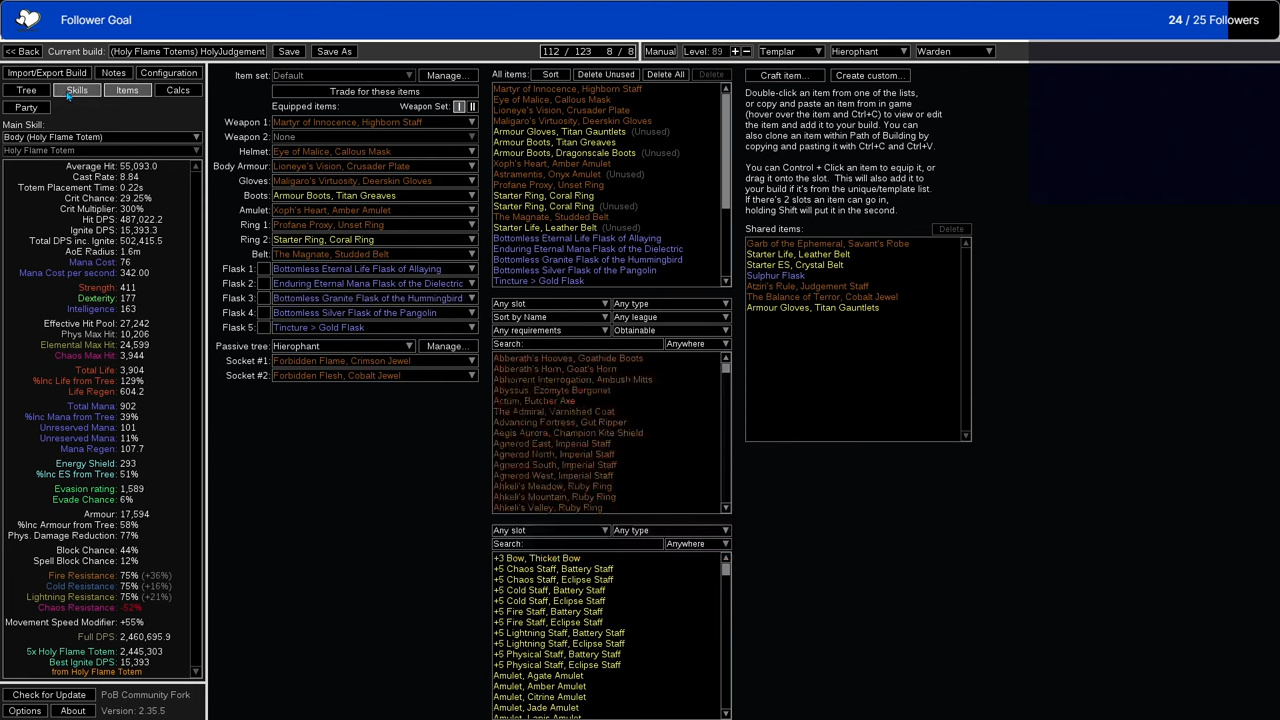 Follower Goal
24 / 25 Followers
<< Back
Current build:
(Holy Flame Totems) HolyJudgement
Save
Save As
112 / 123  8 / 8
Manual
Level: 89
+
−
Templar
Hierophant
Warden
Import/Export Build
Notes
Configuration
Tree
Skills
Items
Calcs
Party
Main Skill:
Body (Holy Flame Totem)
Holy Flame Totem
Average Hit: 55,093.0
Cast Rate: 8.84
Totem Placement Time: 0.22s
Crit Chance: 29.25%
Crit Multiplier: 300%
Hit DPS: 487,022.2
Ignite DPS: 15,393.3
Total DPS inc. Ignite: 502,415.5
AoE Radius: 1.6m
Mana Cost: 76
Mana Cost per second: 342.00
Strength: 411
Dexterity: 177
Intelligence: 163
Effective Hit Pool: 27,242
Phys Max Hit: 10,206
Elemental Max Hit: 24,599
Chaos Max Hit: 3,944
Total Life: 3,904
%Inc Life from Tree: 129%
Life Regen: 604.2
Total Mana: 902
%Inc Mana from Tree: 39%
Unreserved Mana: 101
Unreserved Mana: 11%
Mana Regen: 107.7
Energy Shield: 293
%Inc ES from Tree: 51%
Evasion rating: 1,589
Evade Chance: 6%
Armour: 17,594
%Inc Armour from Tree: 58%
Phys. Damage Reduction: 77%
Block Chance: 44%
Spell Block Chance: 12%
Fire Resistance: 75% (+36%)
Cold Resistance: 75% (+16%)
Lightning Resistance: 75% (+21%)
Chaos Resistance: -52%
Movement Speed Modifier: +55%
Full DPS: 2,460,695.9
5x Holy Flame Totem: 2,445,303
Best Ignite DPS: 15,393
from Holy Flame Totem
Check for Update
PoB Community Fork
Options
About
Version: 2.35.5
Item set:
Default
Manage...
Trade for these items
Equipped items:
Weapon Set:
I
II
Weapon 1: Martyr of Innocence, Highborn Staff
Weapon 2: None
Helmet: Eye of Malice, Callous Mask
Body Armour: Lioneye's Vision, Crusader Plate
Gloves: Maligaro's Virtuosity, Deerskin Gloves
Boots: Armour Boots, Titan Greaves
Amulet: Xoph's Heart, Amber Amulet
Ring 1: Profane Proxy, Unset Ring
Ring 2: Starter Ring, Coral Ring
Belt: The Magnate, Studded Belt
Flask 1: Bottomless Eternal Life Flask of Allaying
Flask 2: Enduring Eternal Mana Flask of the Dielectric
Flask 3: Bottomless Granite Flask of the Hummingbird
Flask 4: Bottomless Silver Flask of the Pangolin
Flask 5: Tincture > Gold Flask
Passive tree: Hierophant
Manage...
Socket #1: Forbidden Flame, Crimson Jewel
Socket #2: Forbidden Flesh, Cobalt Jewel
All items:
Sort
Delete Unused
Delete All
Delete
Martyr of Innocence, Highborn Staff
Eye of Malice, Callous Mask
Lioneye's Vision, Crusader Plate
Maligaro's Virtuosity, Deerskin Gloves
Armour Gloves, Titan Gauntlets (Unused)
Armour Boots, Titan Greaves
Armour Boots, Dragonscale Boots (Unused)
Xoph's Heart, Amber Amulet
Astramentis, Onyx Amulet (Unused)
Profane Proxy, Unset Ring
Starter Ring, Coral Ring
Starter Ring, Coral Ring (Unused)
The Magnate, Studded Belt
Starter Life, Leather Belt (Unused)
Bottomless Eternal Life Flask of Allaying
Enduring Eternal Mana Flask of the Dielectric
Bottomless Granite Flask of the Hummingbird
Bottomless Silver Flask of the Pangolin
Tincture > Gold Flask
Any slot
Any type
Sort by Name
Any league
Any requirements
Obtainable
Search:
Anywhere
Abberath's Hooves, Goathide Boots
Abberath's Horn, Goat's Horn
Abhorrent Interrogation, Ambush Mitts
Abyssus, Ezomyte Burgonet
Actum, Butcher Axe
The Admiral, Varnished Coat
Advancing Fortress, Gut Ripper
Aegis Aurora, Champion Kite Shield
Agnerod East, Imperial Staff
Agnerod North, Imperial Staff
Agnerod South, Imperial Staff
Agnerod West, Imperial Staff
Ahkeli's Meadow, Ruby Ring
Ahkeli's Mountain, Ruby Ring
Ahkeli's Valley, Ruby Ring
Any slot
Any type
Search:
Anywhere
+3 Bow, Thicket Bow
+5 Chaos Staff, Battery Staff
+5 Chaos Staff, Eclipse Staff
+5 Cold Staff, Battery Staff
+5 Cold Staff, Eclipse Staff
+5 Fire Staff, Battery Staff
+5 Fire Staff, Eclipse Staff
+5 Lightning Staff, Battery Staff
+5 Lightning Staff, Eclipse Staff
+5 Physical Staff, Battery Staff
+5 Physical Staff, Eclipse Staff
Amulet, Agate Amulet
Amulet, Amber Amulet
Amulet, Citrine Amulet
Amulet, Jade Amulet
Amulet, Lapis Amulet
Craft item...
Create custom...
Double-click an item from one of the lists,
or copy and paste an item from in game
(hover over the item and Ctrl+C) to view or edit
the item and add it to your build. You can
also clone an item within Path of Building by
copying and pasting it with Ctrl+C and Ctrl+V.
You can Control + Click an item to equip it, or
drag it onto the slot. This will also add it to
your build if it's from the unique/template list.
If there's 2 slots an item can go in,
holding Shift will put it in the second.
Shared items:
Delete
Garb of the Ephemeral, Savant's Robe
Starter Life, Leather Belt
Starter ES, Crystal Belt
Sulphur Flask
Atziri's Rule, Judgement Staff
The Balance of Terror, Cobalt Jewel
Armour Gloves, Titan Gauntlets